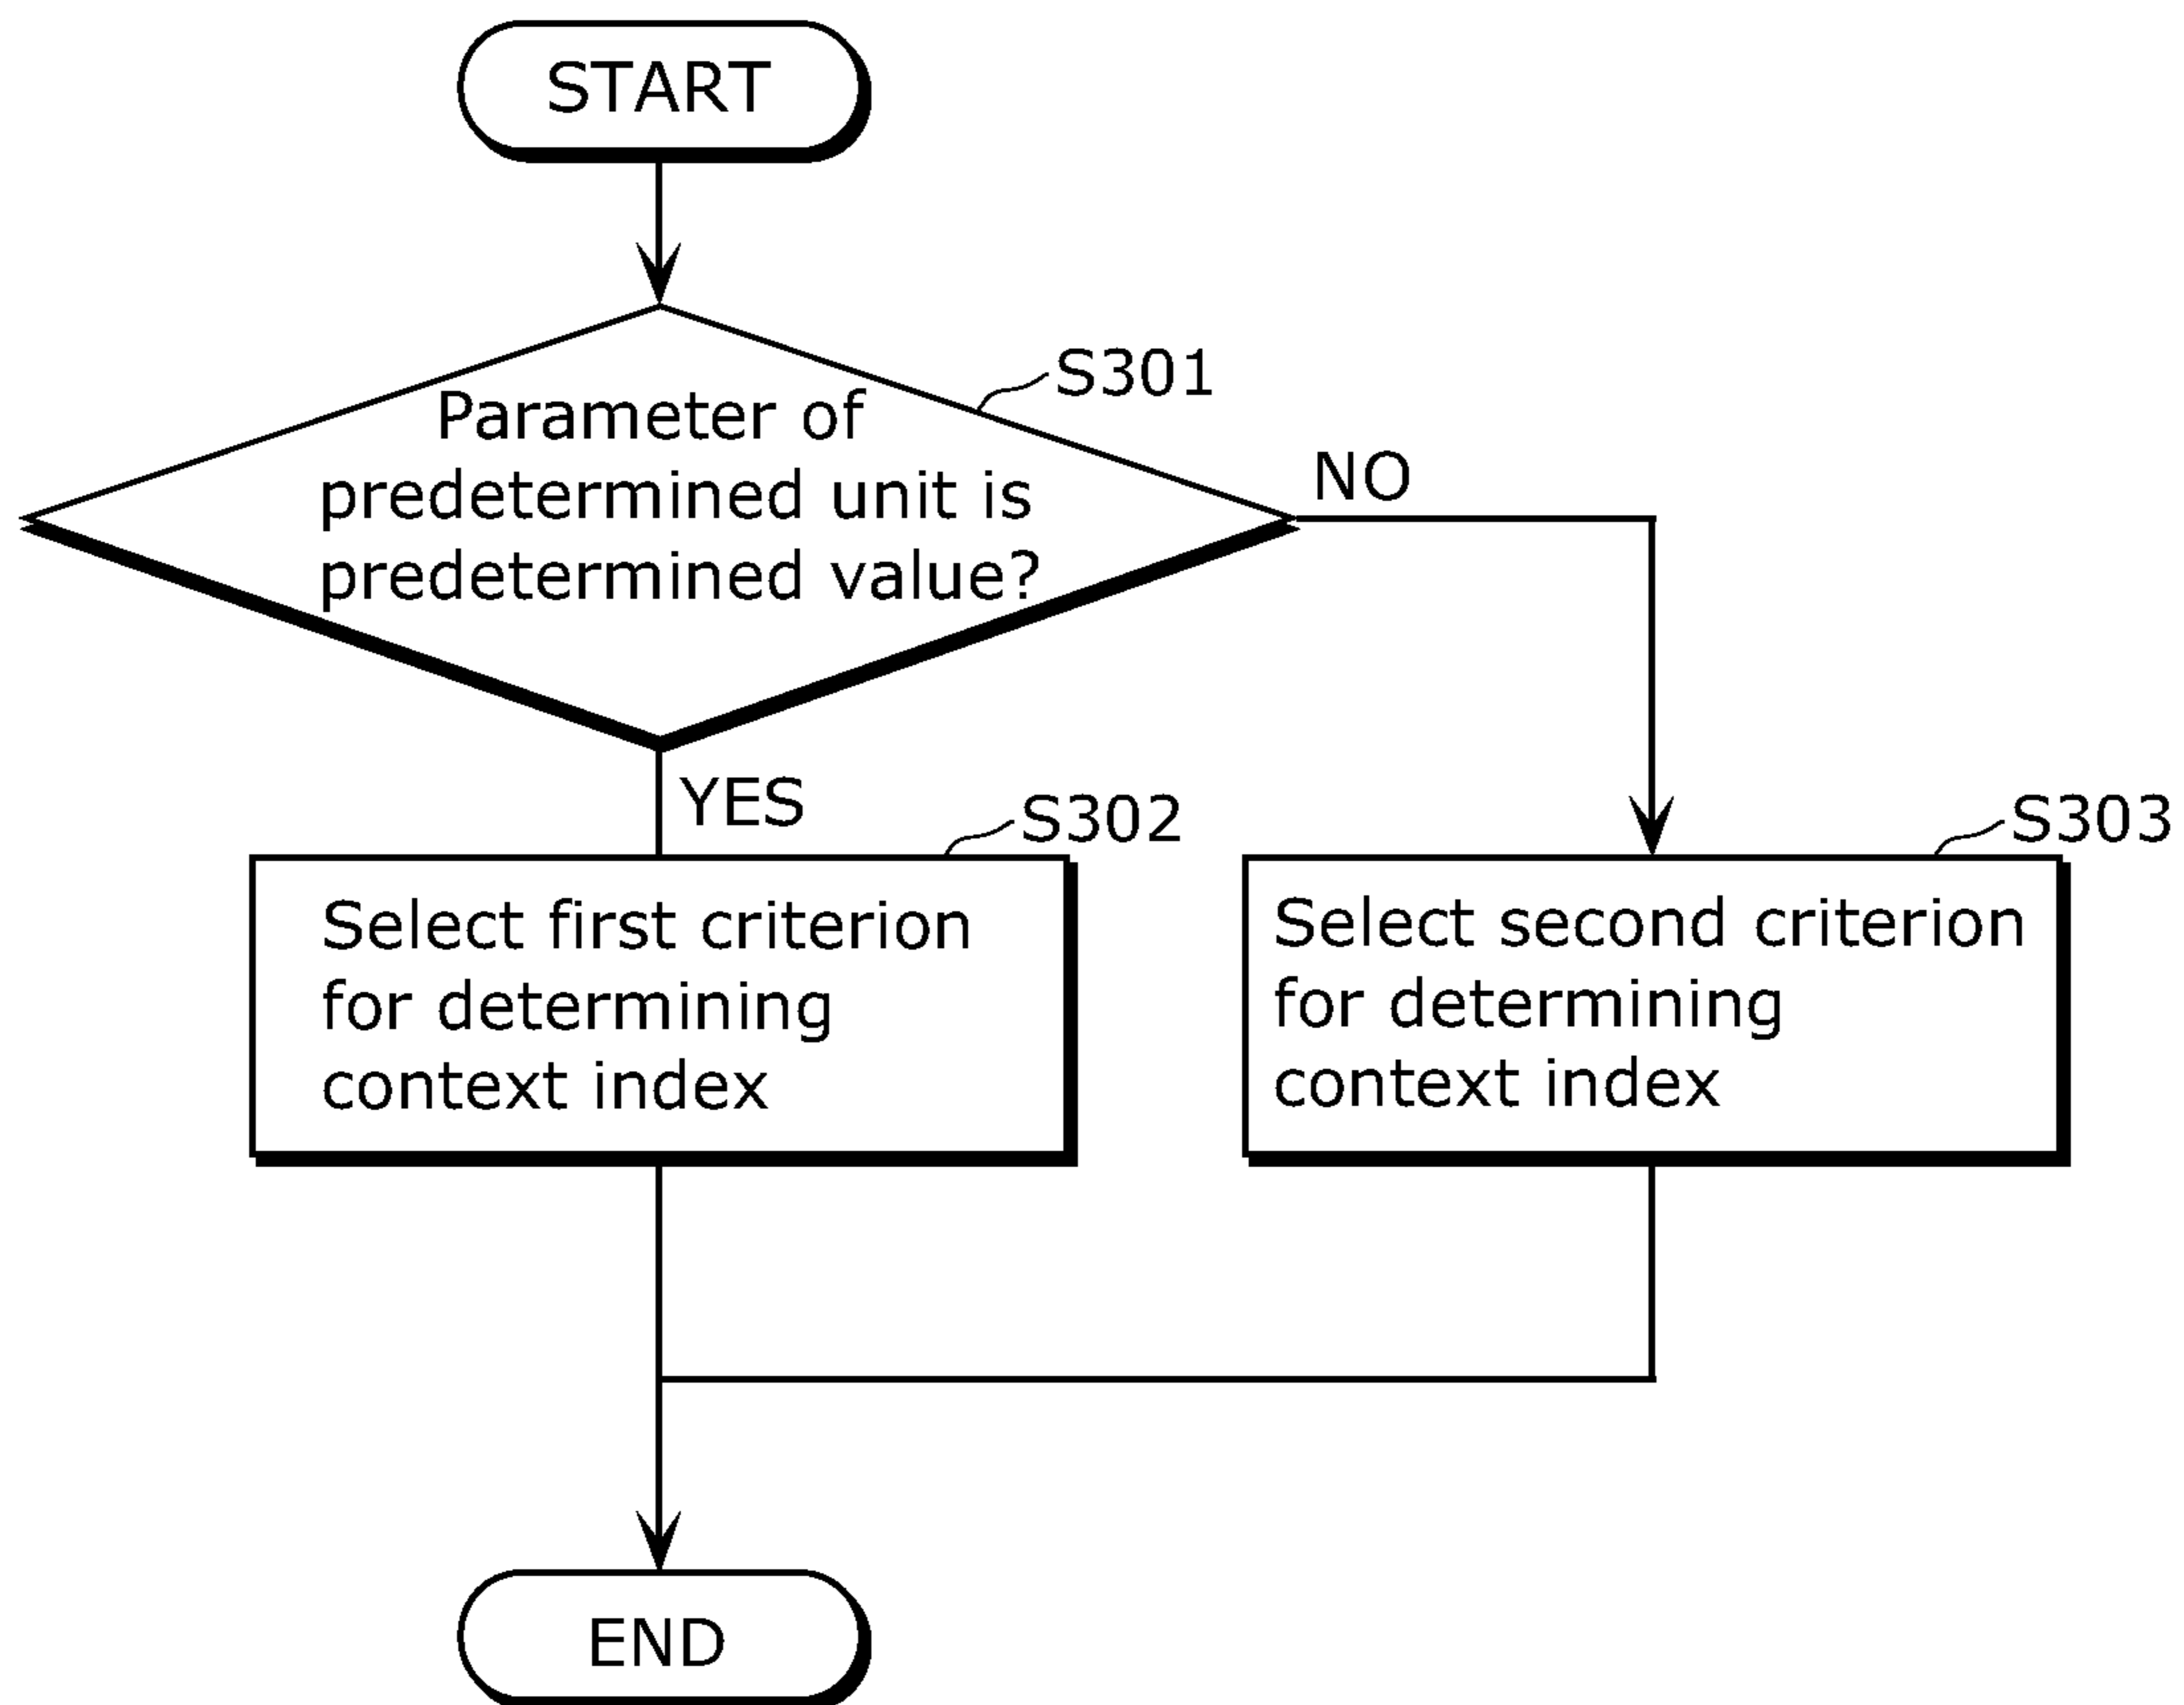 START
S301
Parameter of
predetermined unit is
predetermined value?
NO
YES
S302
Select first criterion
for determining
context index
S303
Select second criterion
for determining
context index
END